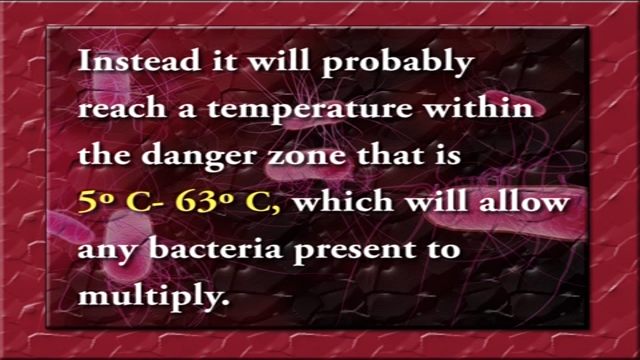 Instead it will probably
reach a temperature within
the danger zone that is
5º C- 63º C, which will allow
any bacteria present to
multiply.